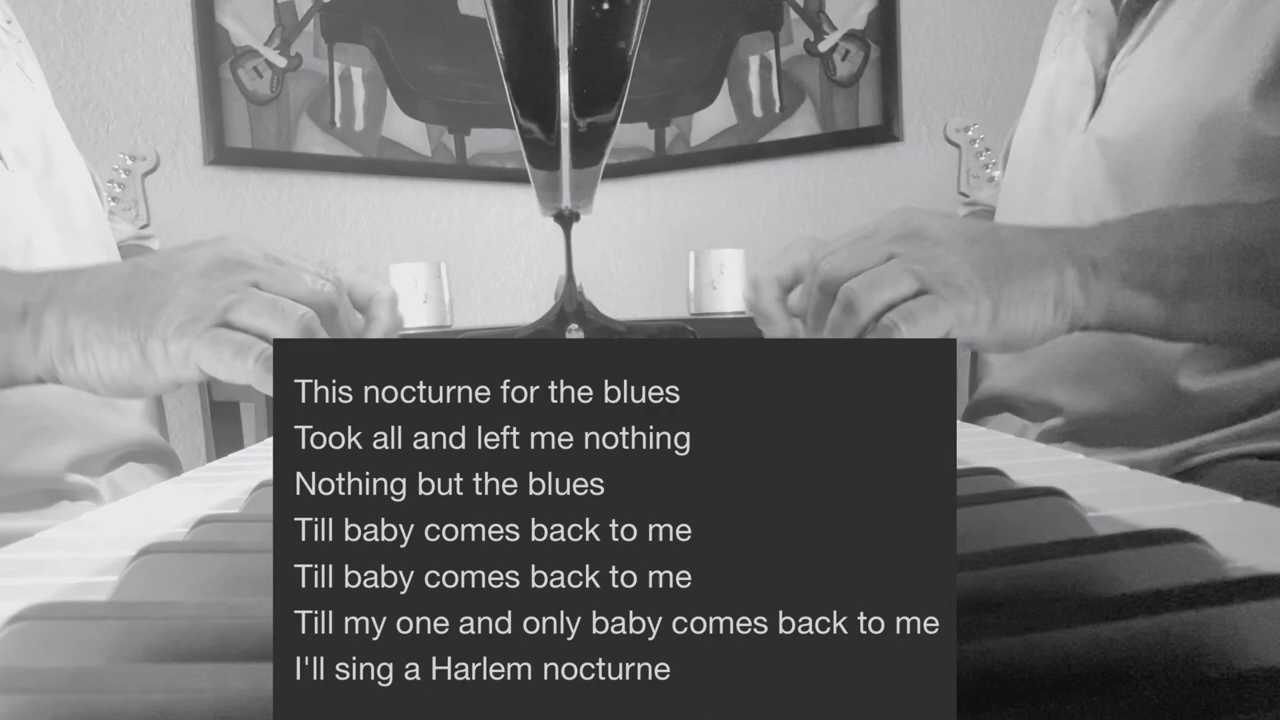 This nocturne for the blues
Took all and left me nothing
Nothing but the blues
Till baby comes back to me
Till baby comes back to me
Till my one and only baby comes back to me
I'll sing a Harlem nocturne